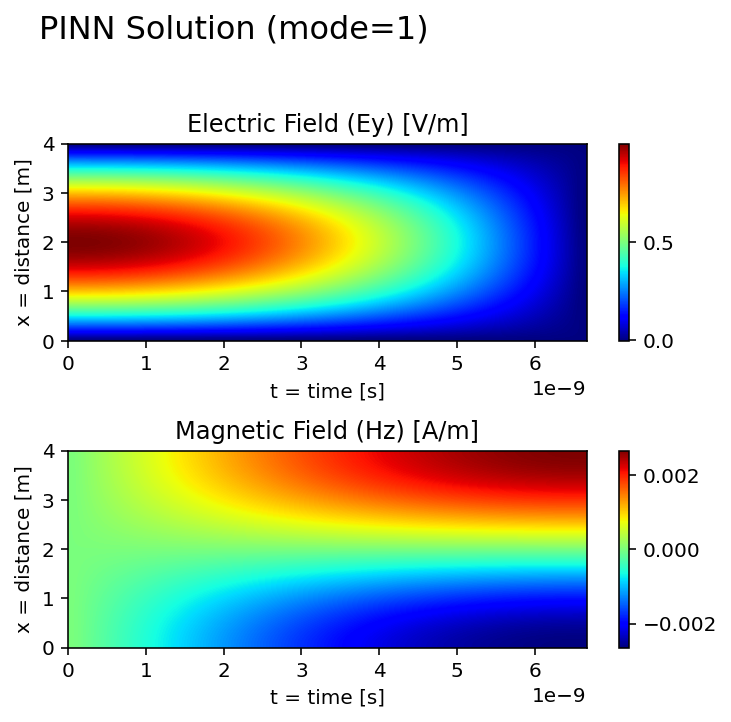 PINN Solution (mode=1)
Electric Field (Ey) [V/m]
x = distance [m]
4
3
2
1
0
0 1 2 3 4 5 6
t = time [s]
1e−9
0.5
0.0
Magnetic Field (Hz) [A/m]
x = distance [m]
4
3
2
1
0
0 1 2 3 4 5 6
t = time [s]
1e−9
0.002
0.000
−0.002